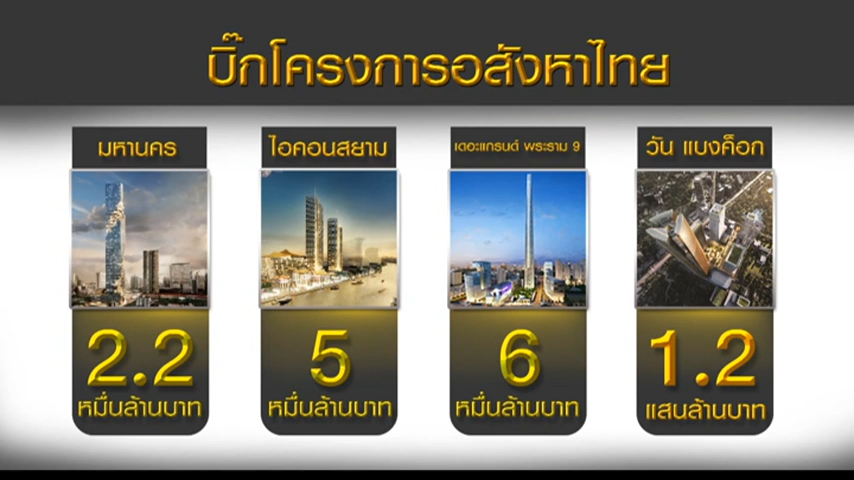 บิ๊กโครงการอสังหาไทย
มหานคร
2.2
หมื่นล้านบาท
ไอคอนสยาม
5
หมื่นล้านบาท
เดอะแกรนด์ พระราม 9
6
หมื่นล้านบาท
วัน แบงค็อก
1.2
แสนล้านบาท